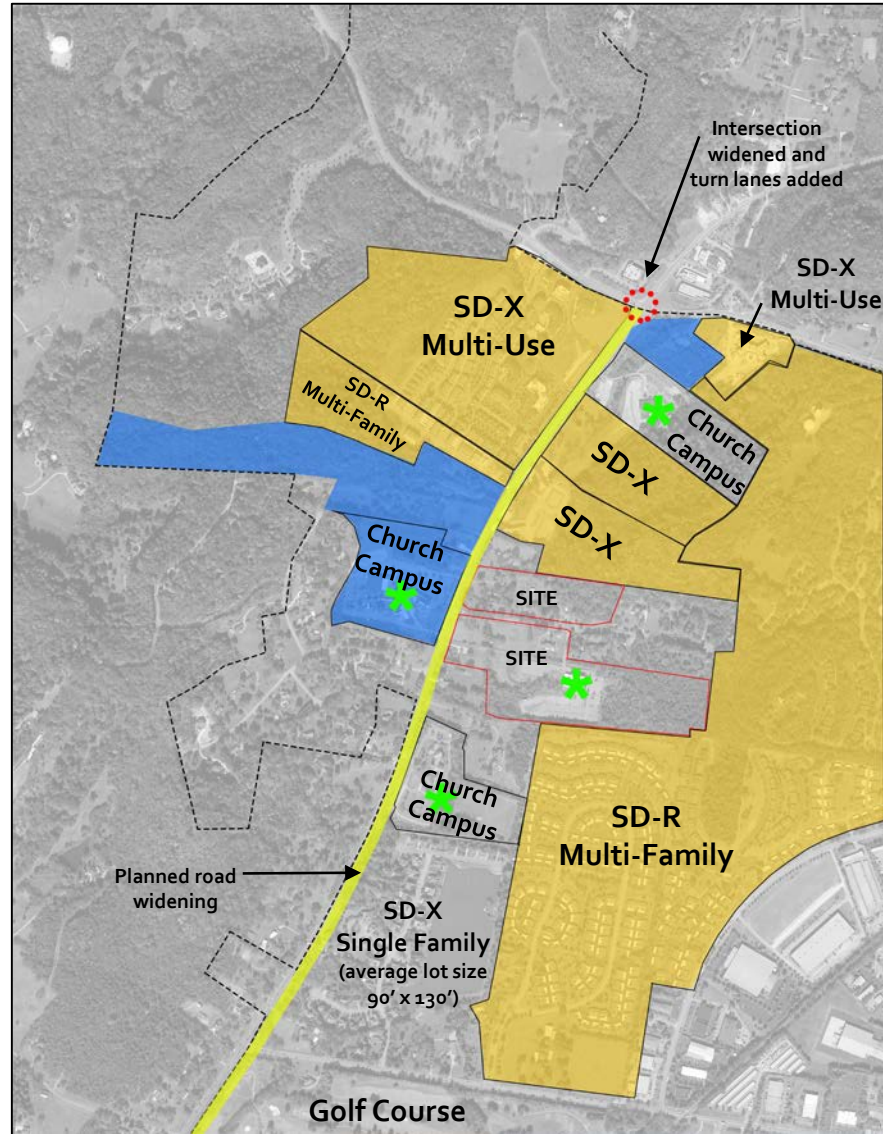 Intersection
widened and
turn lanes added
SD-X
Multi-Use
SD-X
Multi-Use
SD-R
Multi-Family
Church
Campus
SD-X
SD-X
Church
Campus
SITE
SITE
Church
Campus
SD-R
Multi-Family
Planned road
widening
SD-X
Single Family
(average lot size
90’ x 130’)
Golf Course